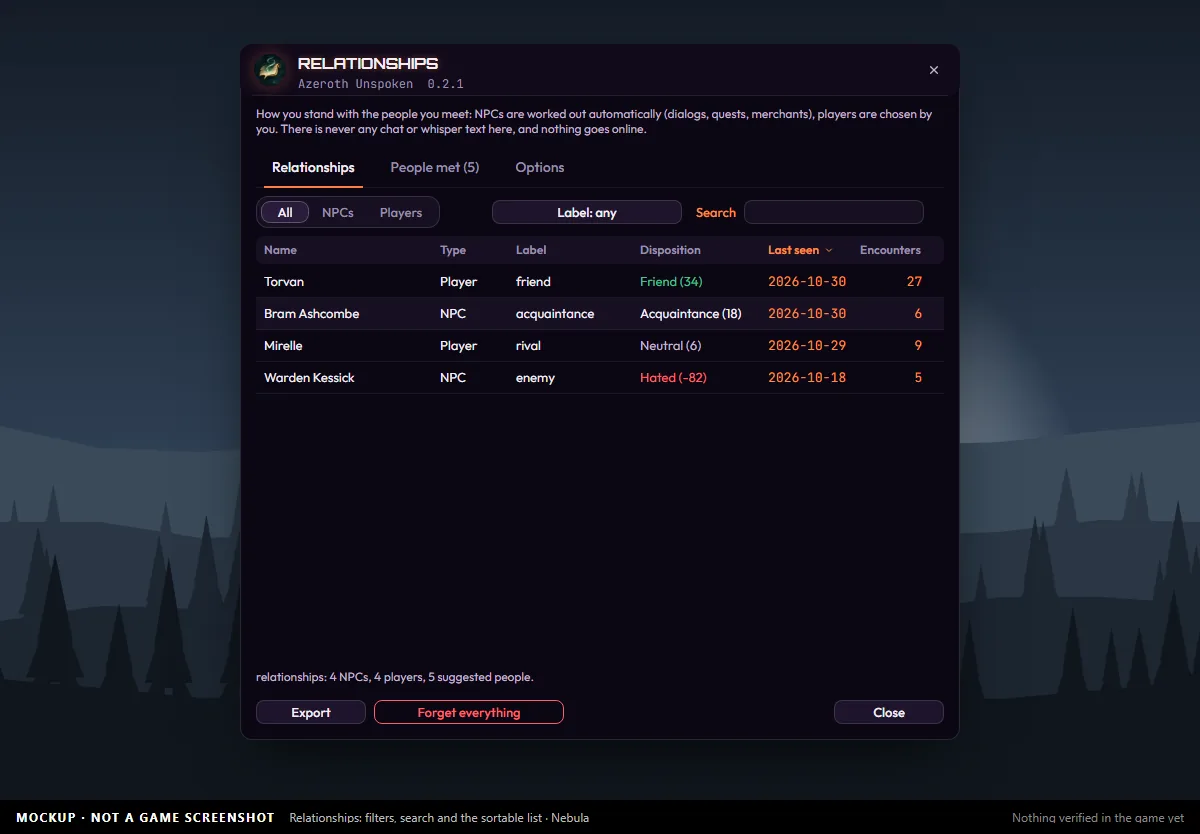 RELATIONSHIPS
Azeroth Unspoken 0.2.1
How you stand with the people you meet: NPCs are worked out automatically (dialogs, quests, merchants), players are chosen by
you. There is never any chat or whisper text here, and nothing goes online.
Relationships People met (5) Options
All NPCs Players Label: any Search
Name Type Label Disposition Last seen Encounters
Torvan Player friend Friend (34) 2026-10-30 27
Bram Ashcombe NPC acquaintance Acquaintance (18) 2026-10-30 6
Mirelle Player rival Neutral (6) 2026-10-29 9
Warden Kessick NPC enemy Hated (-82) 2026-10-18 5
relationships: 4 NPCs, 4 players, 5 suggested people.
Export Forget everything Close
MOCKUP · NOT A GAME SCREENSHOT Relationships: filters, search and the sortable list · Nebula Nothing verified in the game yet